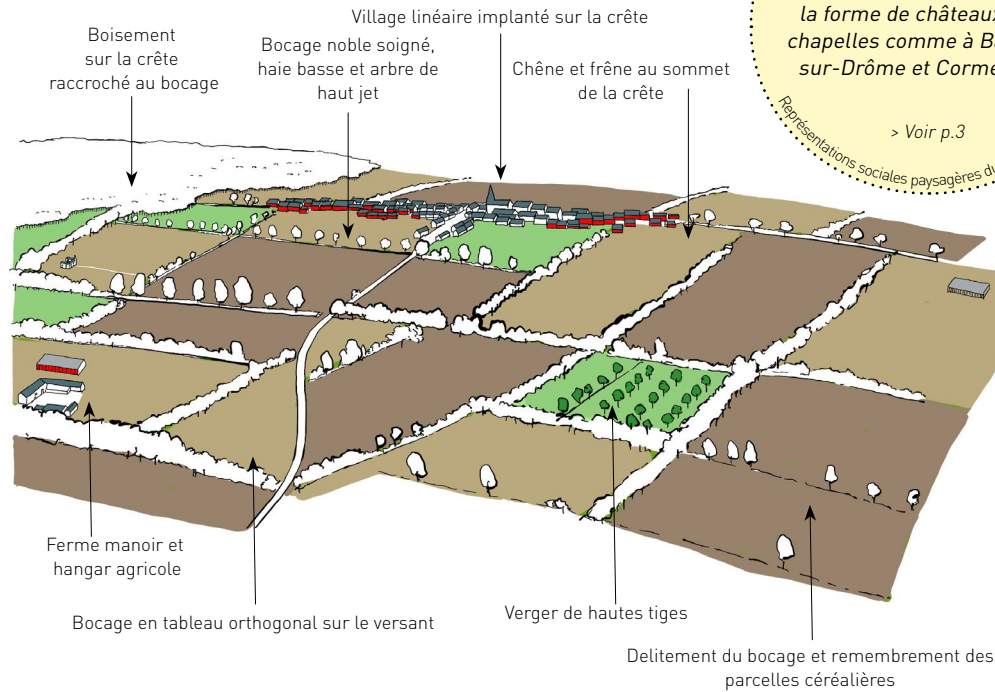 Village linéaire implanté sur la crête
Boisement
sur la crête
raccroché au bocage
Bocage noble soigné,
haie basse et arbre de
haut jet
Chêne et frêne au sommet
de la crête
la forme de châteaux
chapelles comme à
sur-Drôme et
> Voir p.3
Représentations sociales paysagères du
Ferme manoir et
hangar agricole
Bocage en tableau orthogonal sur le versant
Verger de hautes tiges
Delitement du bocage et remembrement des
parcelles céréalières